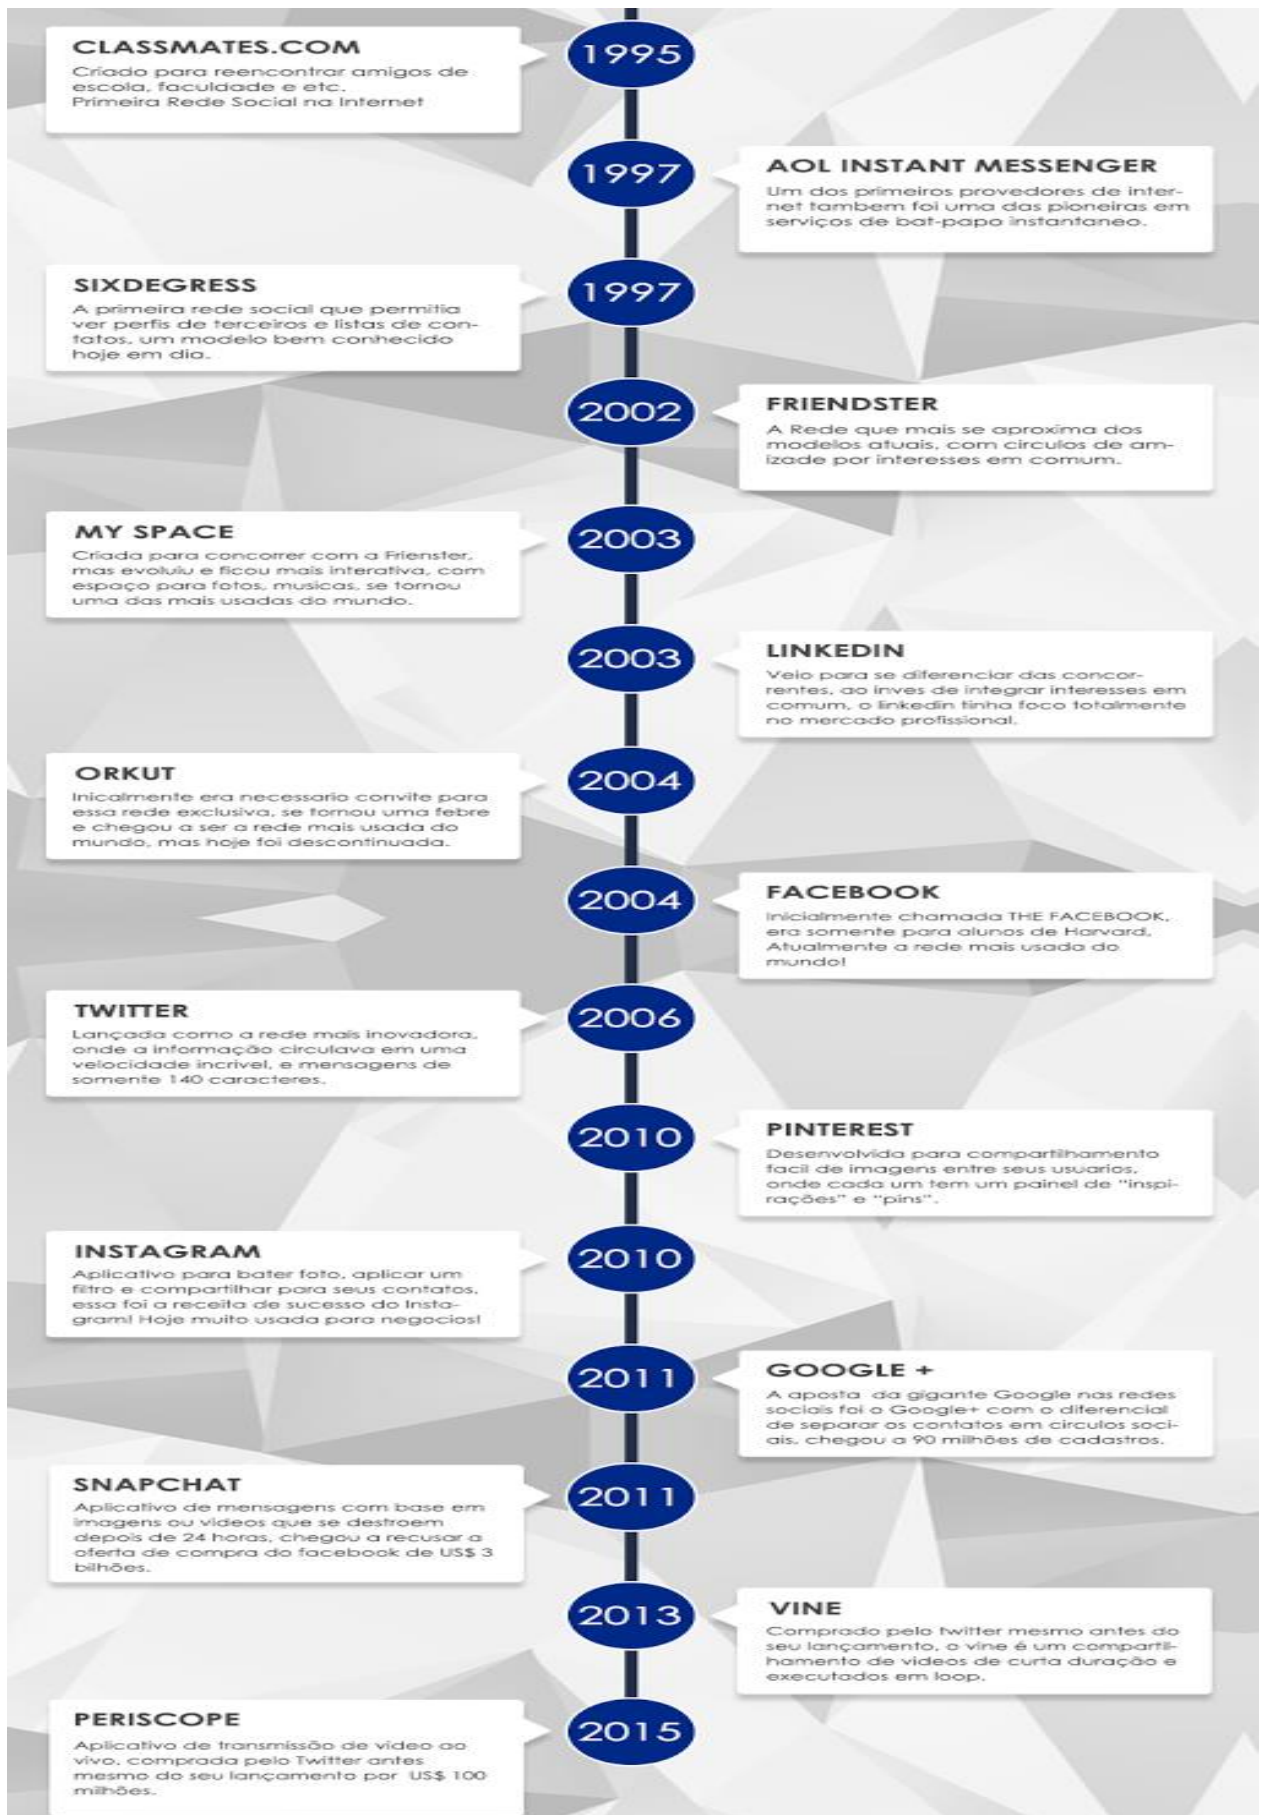 CLASSMATES.COM
Criado para reencontrar amigos de
escola, faculdade e etc.
Primeira Rede Social na Internet
1995
1997
AOL INSTANT MESSENGER
Um dos primeiros provedores de inter-
net tambem foi uma das pioneiras em
serviços de bat-papo instantaneo.
SIXDEGRESS
A primeira rede social que permitia
ver perfis de terceiros e listas de con-
tatos, um modelo bem conhecido
hoje em dia.
1997
2002
FRIENDSTER
A Rede que mais se aproxima dos
modelos atuais, com circulos de am-
izade por interesses em comum.
MY SPACE
Criada para concorrer com a Frienster,
mas evoluiu e ficou mais interativa, com
espaço para fotos, musicas, se tornou
uma das mais usadas do mundo.
2003
2003
LINKEDIN
Veio para se diferenciar das concor-
rentes, ao inves de integrar interesses em
comum, o linkedin tinha foco totalmente
no mercado profissional.
ORKUT
Inicalmente era necessario convite para
essa rede exclusiva, se tornou uma febre
e chegou a ser a rede mais usada do
mundo, mas hoje foi descontinuada.
2004
2004
FACEBOOK
Inicialmente chamada THE FACEBOOK,
era somente para alunos de Harvard,
Atualmente a rede mais usada do
mundo!
TWITTER
Lançada como a rede mais inovadora,
onde a informação circulava em uma
velocidade incrivel, e mensagens de
somente 140 caracteres.
2006
2010
PINTEREST
Desenvolvida para compartilhamento
facil de imagens entre seus usuarios,
onde cada um tem um painel de "inspi-
rações" e "pins".
INSTAGRAM
Aplicativo para bater foto, aplicar um
filtro e compartilhar para seus contatos,
essa foi a receita de sucesso do Insta-
gram! Hoje muito usada para negocios!
2010
2011
GOOGLE +
A aposta da gigante Google nas redes
sociais foi o Google+ com o diferencial
de separar os contatos em circulos soci-
ais, chegou a 90 milhões de cadastros.
SNAPCHAT
Aplicativo de mensagens com base em
imagens ou videos que se destroem
depois de 24 horas, chegou a recusar a
oferta de compra do facebook de US$ 3
bilhões.
2011
2013
VINE
Comprado pelo twitter mesmo antes do
seu lançamento, o vine é um compartil-
hamento de videos de curta duração e
executados em loop.
PERISCOPE
Aplicativo de transmissão de video ao
vivo, comprada pelo Twitter antes
mesmo do seu lançamento por US$ 100
milhões.
2015